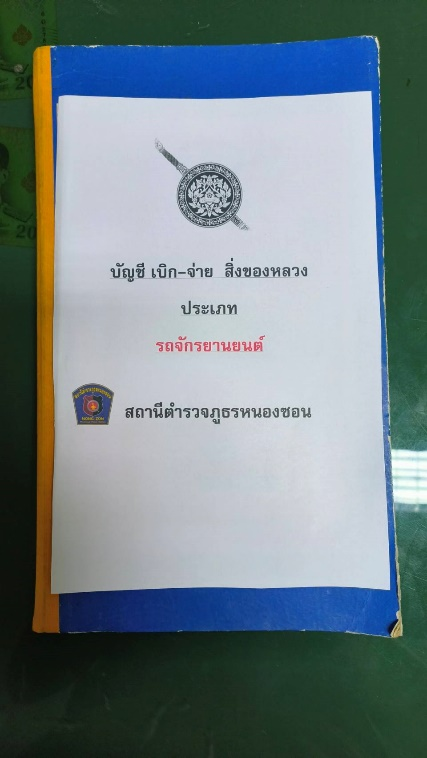 บัญชี เบิก-จ่าย สิ่งของหลวง
ประเภท
รถจักรยานยนต์
สถานีตำรวจภูธรหนองซอน
20
20